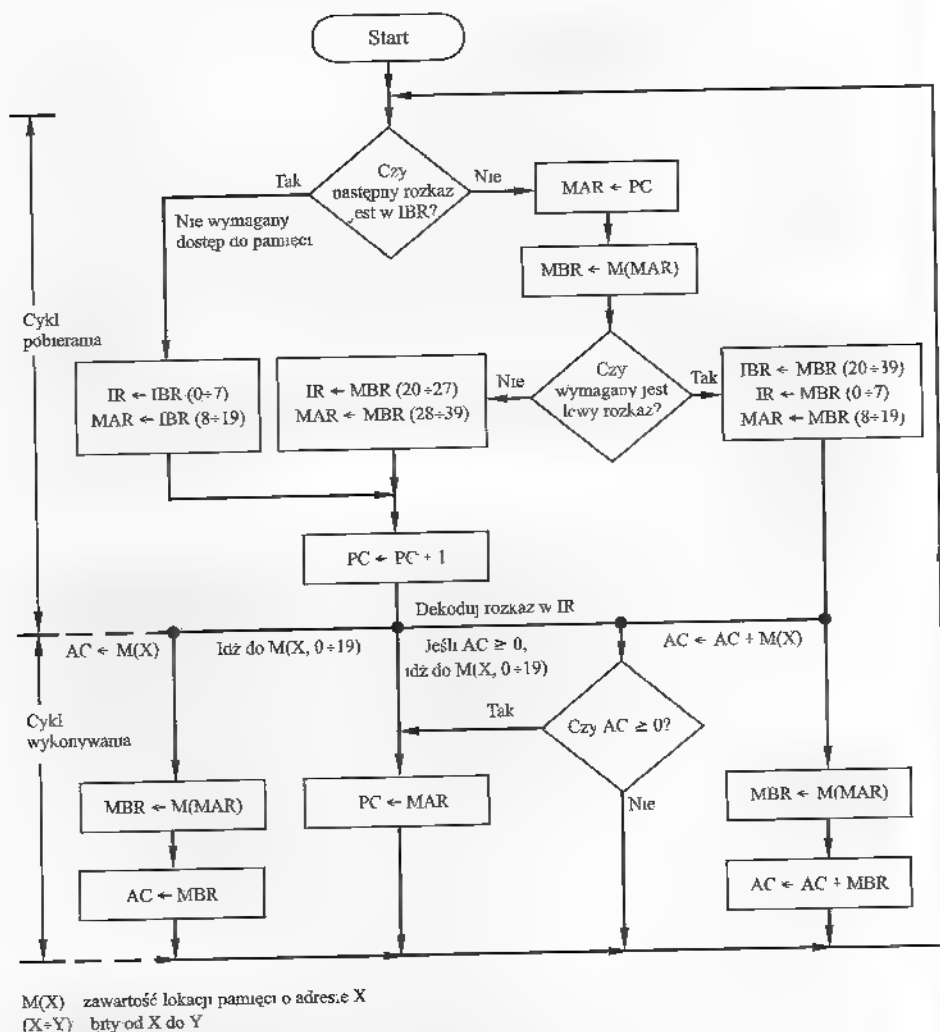 Start
Czy
następny rozkaz
jest w IBR?
Tak
Nie
Nie wymagany
dostęp do pamięci
MAR ← PC
MBR ← M(MAR)
Cykl
pobierania
IR ← IBR (0÷7)
MAR ← IBR (8÷19)
IR ← MBR (20÷27)
MAR ← MBR (28÷39)
Nie
Czy
wymagany jest
lewy rozkaz?
Tak
IBR ← MBR (20÷39)
IR ← MBR (0÷7)
MAR ← MBR (8÷19)
PC ← PC + 1
Dekoduj rozkaz w IR
AC ← M(X)
Idź do M(X, 0÷19)
Jeśli AC ≥ 0,
idź do M(X, 0÷19)
AC ← AC + M(X)
Cykl
wykonywania
Tak
Czy AC ≥ 0?
Nie
MBR ← M(MAR)
AC ← MBR
PC ← MAR
MBR ← M(MAR)
AC ← AC + MBR
M(X) zawartość lokacji pamięci o adresie X
(X÷Y) bity od X do Y